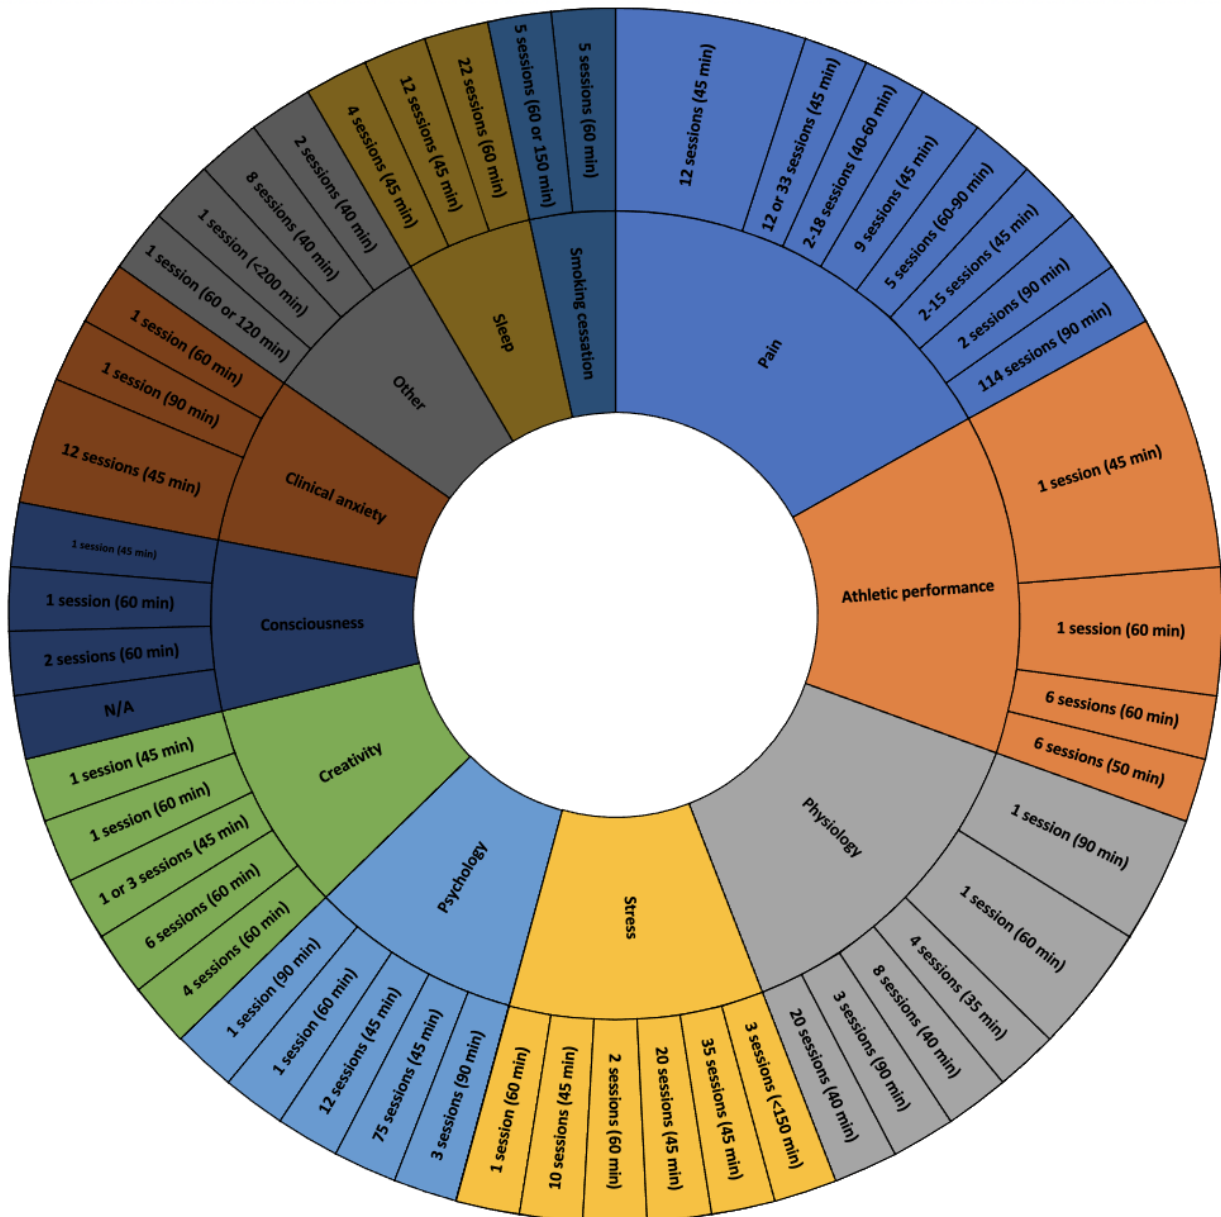 Pain
12 sessions (45 min)
12 or 33 sessions (45 min)
2-18 sessions (40-60 min)
9 sessions (45 min)
5 sessions (60-90 min)
2-15 sessions (45 min)
2 sessions (90 min)
114 sessions (90 min)
Athletic performance
1 session (45 min)
1 session (60 min)
6 sessions (60 min)
6 sessions (50 min)
Physiology
1 session (90 min)
1 session (60 min)
4 sessions (35 min)
8 sessions (40 min)
3 sessions (90 min)
20 sessions (40 min)
Stress
3 sessions (<150 min)
35 sessions (45 min)
20 sessions (45 min)
2 sessions (60 min)
10 sessions (45 min)
1 session (60 min)
Psychology
3 sessions (90 min)
75 sessions (45 min)
12 sessions (45 min)
1 session (60 min)
1 session (90 min)
Creativity
4 sessions (60 min)
6 sessions (60 min)
1 or 3 sessions (45 min)
1 session (60 min)
1 session (45 min)
Consciousness
N/A
2 sessions (60 min)
1 session (60 min)
1 session (45 min)
Clinical anxiety
12 sessions (45 min)
1 session (90 min)
1 session (60 min)
Other
1 session (60 or 120 min)
1 session (<200 min)
8 sessions (40 min)
2 sessions (40 min)
Sleep
4 sessions (45 min)
12 sessions (45 min)
22 sessions (60 min)
Smoking cessation
5 sessions (60 or 150 min)
5 sessions (60 min)